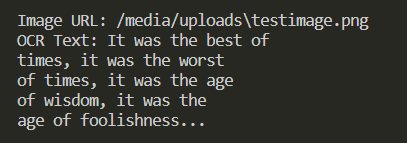 Image URL: /media/uploads\testimage.png
OCR Text: It was the best of
times, it was the worst
of times, it was the age
of wisdom, it was the
age of foolishness...